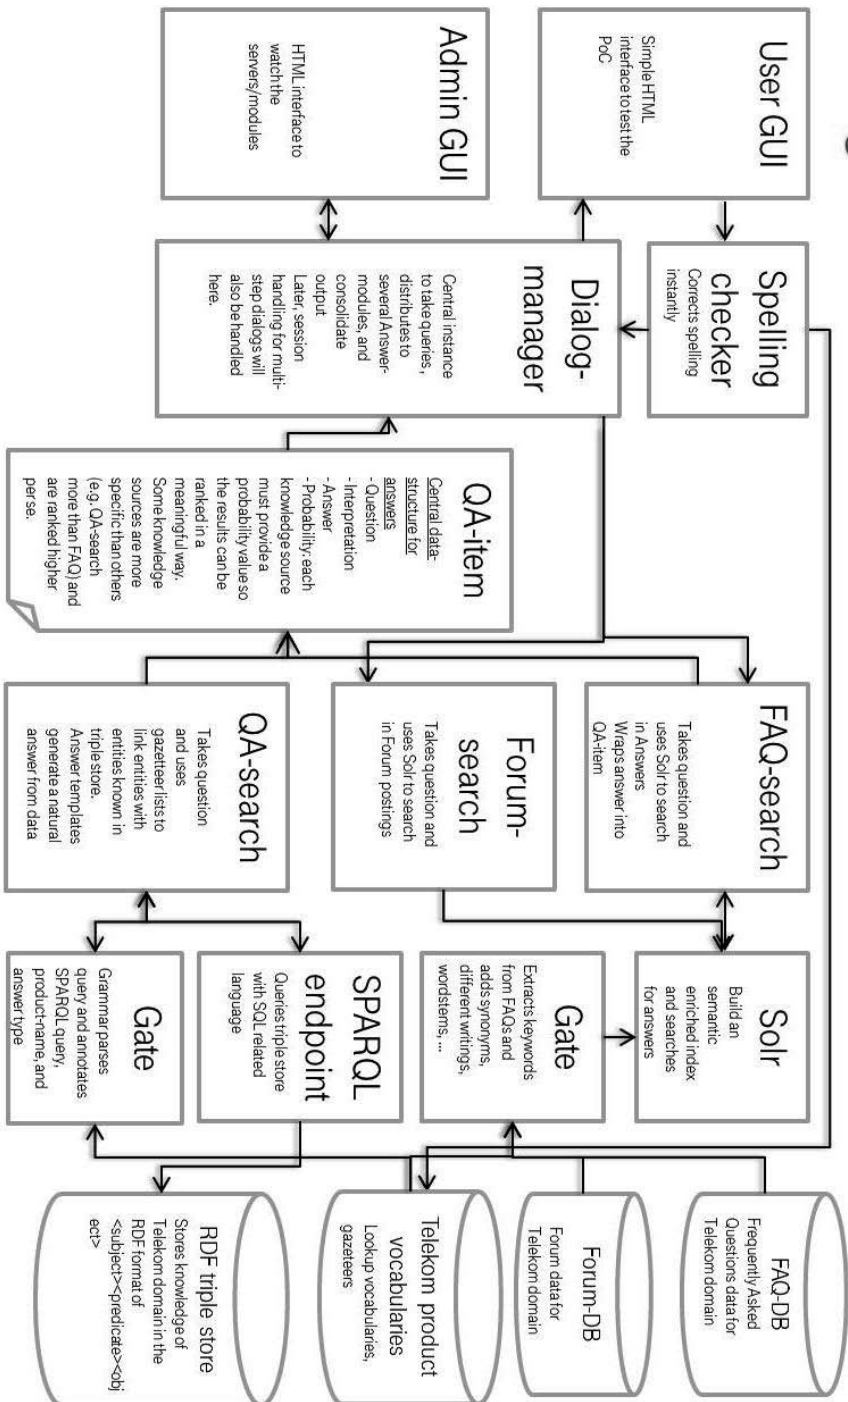 User GUI
Simple HTML
interface to test the
PoC
Admin GUI
HTML interface to
watch the
servers/modules
Spelling
checker
Corrects spelling
instantly
Dialog-
manager
Central instance
to take queries,
distributes to
several Answer-
modules, and
consolidate
output
Later, session
handling for multi-
step dialogs will
also be handled
here.
QA-item
Central data-
structure for
answers
- Question
- Interpretation
- Answer
- Probability: each
knowledge source
must provide a
probability value so
the results can be
ranked in a
meaningful way.
Some knowledge
sources are more
specific than others
(e.g. QA-search
more than FAQ) and
are ranked higher
per se.
FAQ-search
Takes question and
uses Solr to search
in Answers
Wraps answer into
QA-item
Forum-
search
Takes question and
uses Solr to search
in Forum postings
QA-search
Takes question
and uses
gazetteer lists to
link entities with
entities known in
triple store.
Answer templates
generate a natural
answer from data
Solr
Build an
semantic
enriched index
and searches
for answers
Gate
Extracts keywords
from FAQs and
adds synonyms,
different writings,
wordstems, ...
SPARQL
endpoint
Queries triple store
with SQL related
language
Gate
Grammar parses
query and annotates
SPARQL query,
product-name, and
answer type
FAQ-DB
Frequently Asked
Questions data for
Telekom domain
Forum-DB
Forum data for
Telekom domain
Telekom product
vocabularies
Lookup vocabularies,
gazeteers
RDF triple store
Stores knowledge of
Telekom domain in the
RDF format of
<subject><predicate><obj
ect>